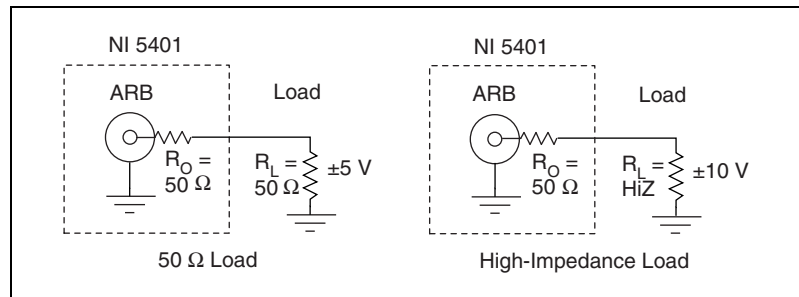 NI 5401
ARB
Load
R_O =
50 Ω
R_L =
50 Ω
±5 V
50 Ω Load
NI 5401
ARB
Load
R_O =
50 Ω
R_L =
HiZ
±10 V
High-Impedance Load